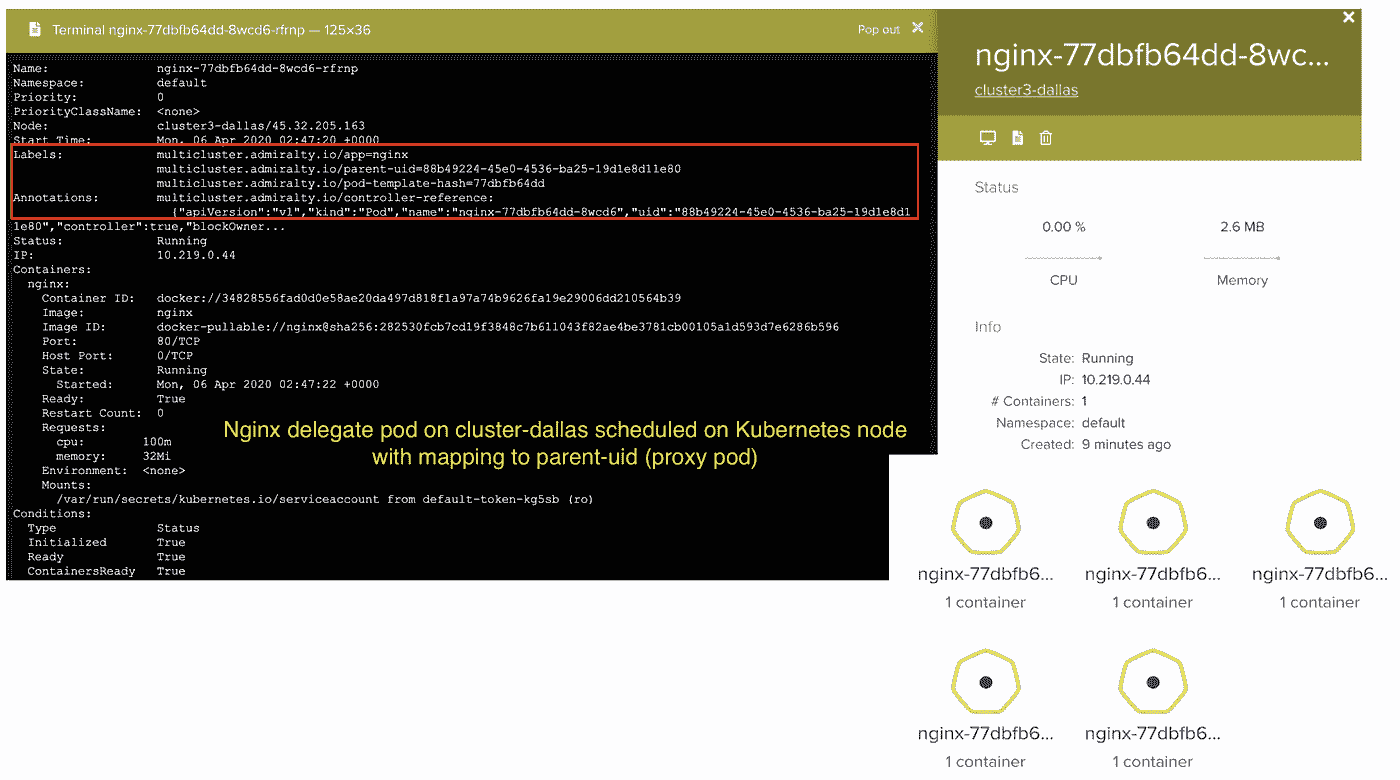 Terminal nginx-77dbfb64dd-8wcd6-rfrnp — 125×36
Pop out
Name: nginx-77dbfb64dd-8wcd6-rfrnp
Namespace: default
Priority: 0
PriorityClassName: <none>
Node: cluster3-dallas/45.32.205.163
Start Time: Mon, 06 Apr 2020 02:47:20 +0000
Labels: multicluster.admiralty.io/app=nginx
multicluster.admiralty.io/parent-uid=88b49224-45e0-4536-ba25-19d1e8d11e80
multicluster.admiralty.io/pod-template-hash=77dbfb64dd
Annotations: multicluster.admiralty.io/controller-reference:
{"apiVersion":"v1","kind":"Pod","name":"nginx-77dbfb64dd-8wcd6","uid":"88b49224-45e0-4536-ba25-19d1e8d1
1e80","controller":true,"blockOwner...
Status: Running
IP: 10.219.0.44
Containers:
nginx:
Container ID: docker://34828556fad0d0e58ae20da497d818f1a97a74b9626fa19e29006dd210564b39
Image: nginx
Image ID: docker-pullable://nginx@sha256:282530fcb7cd19f3848c7b611043f82ae4be3781cb00105a1d593d7e6286b596
Port: 80/TCP
Host Port: 0/TCP
State: Running
Started: Mon, 06 Apr 2020 02:47:22 +0000
Ready: True
Restart Count: 0
Requests:
cpu: 100m
memory: 32Mi
Environment: <none>
Mounts:
/var/run/secrets/kubernetes.io/serviceaccount from default-token-kg5sb (ro)
Conditions:
Type Status
Initialized True
Ready True
ContainersReady True
Nginx delegate pod on cluster-dallas scheduled on Kubernetes node
with mapping to parent-uid (proxy pod)
nginx-77dbfb64dd-8wc...
cluster3-dallas
Status
0.00 % 2.6 MB
CPU Memory
Info
State: Running
IP: 10.219.0.44
# Containers: 1
Namespace: default
Created: 9 minutes ago
nginx-77dbfb6... nginx-77dbfb6... nginx-77dbfb6...
1 container 1 container 1 container
nginx-77dbfb6... nginx-77dbfb6...
1 container 1 container